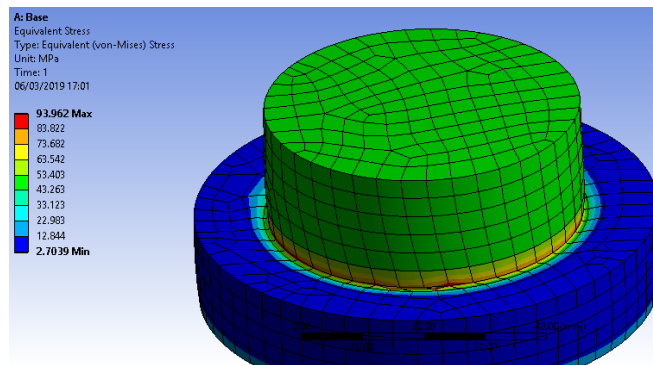 A: Base
Equivalent Stress
Type: Equivalent (von-Mises) Stress
Unit: MPa
Time: 1
06/03/2019 17:01
93.962 Max
83.822
73.682
63.542
53.403
43.263
33.123
22.983
12.844
2.7039 Min